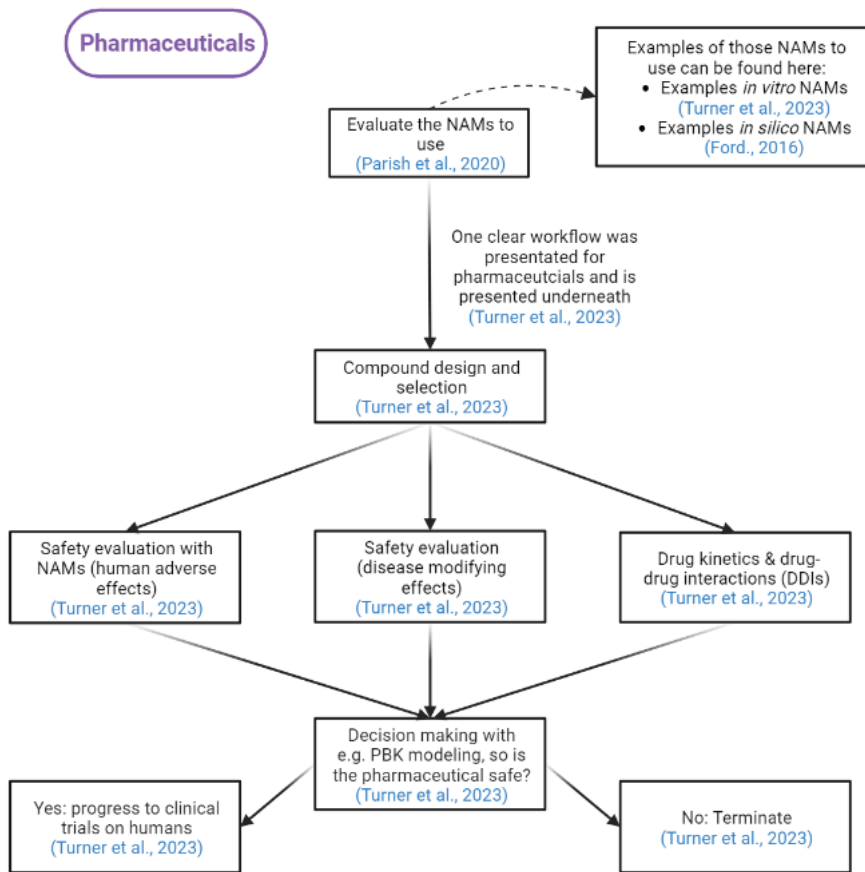 Pharmaceuticals
Examples of those NAMs to
use can be found here:
• Examples in vitro NAMs
(Turner et al., 2023)
• Examples in silico NAMs
(Ford., 2016)
Evaluate the NAMs to
use
(Parish et al., 2020)
One clear workflow was
presentated for
pharmaceutcials and is
presented underneath
(Turner et al., 2023)
Compound design and
selection
(Turner et al., 2023)
Safety evaluation with
NAMs (human adverse
effects)
(Turner et al., 2023)
Safety evaluation
(disease modifying
effects)
(Turner et al., 2023)
Drug kinetics & drug-
drug interactions (DDIs)
(Turner et al., 2023)
Decision making with
e.g. PBK modeling, so is
the pharmaceutical safe?
(Turner et al., 2023)
Yes: progress to clinical
trials on humans
(Turner et al., 2023)
No: Terminate
(Turner et al., 2023)